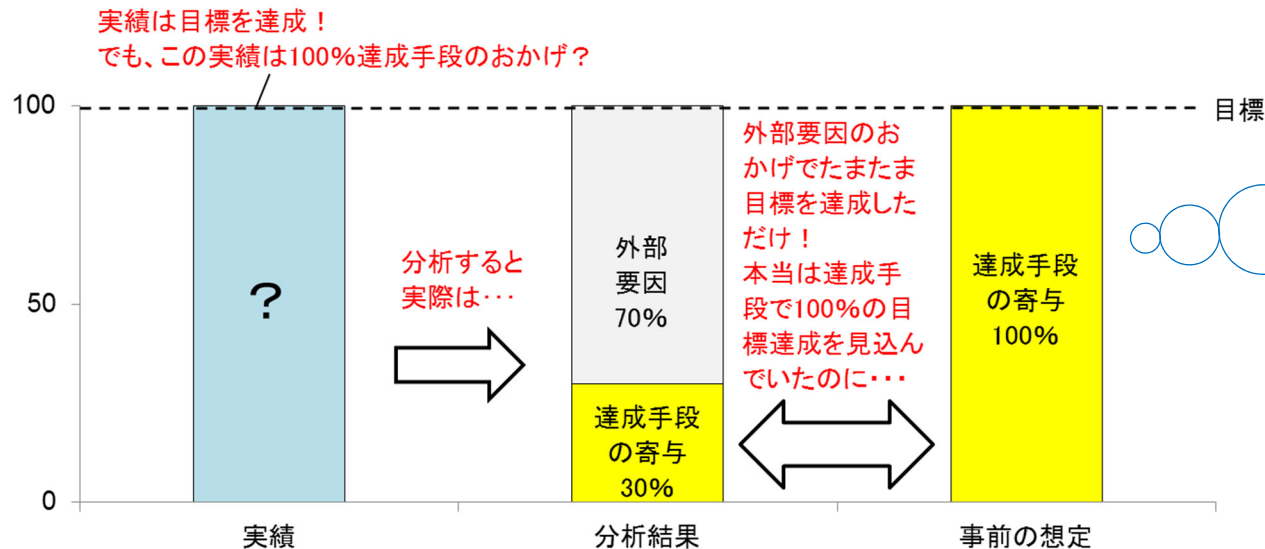 実績は目標を達成！
でも、この実績は100%達成手段のおかげ？
100
目標
外部要因のお
かげでたまたま
目標を達成した
だけ！
本当は達成手
段で100%の目
標達成を見込ん
でいたのに･･･
外部
要因
70%
達成手段
の寄与
100%
分析すると
実際は･･･
？
50
達成手段
の寄与
30%
0
実績
分析結果
事前の想定